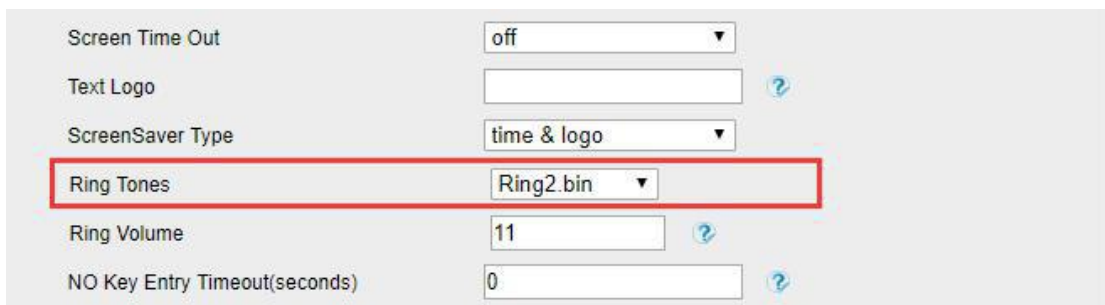 Screen Time Out off
Text Logo
ScreenSaver Type time & logo
Ring Tones Ring2.bin
Ring Volume 11
NO Key Entry Timeout(seconds) 0